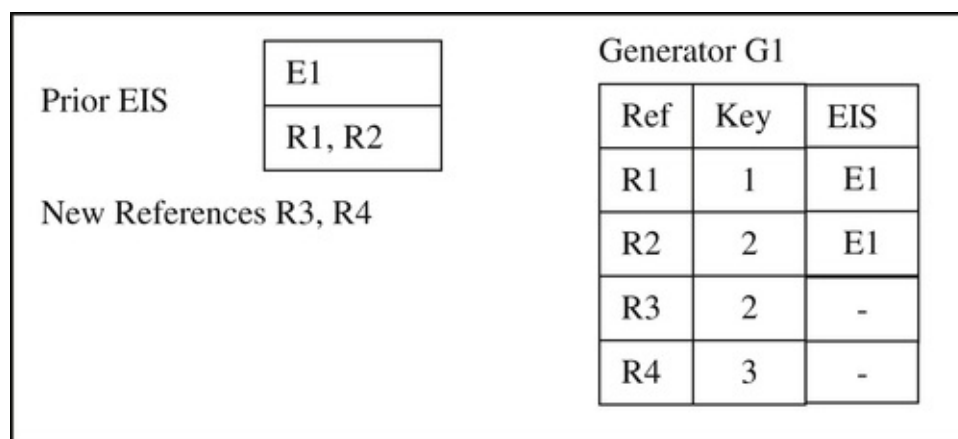 Prior EIS
E1
R1, R2
New References R3, R4
Generator G1
Ref Key EIS
R1 1 E1
R2 2 E1
R3 2 -
R4 3 -